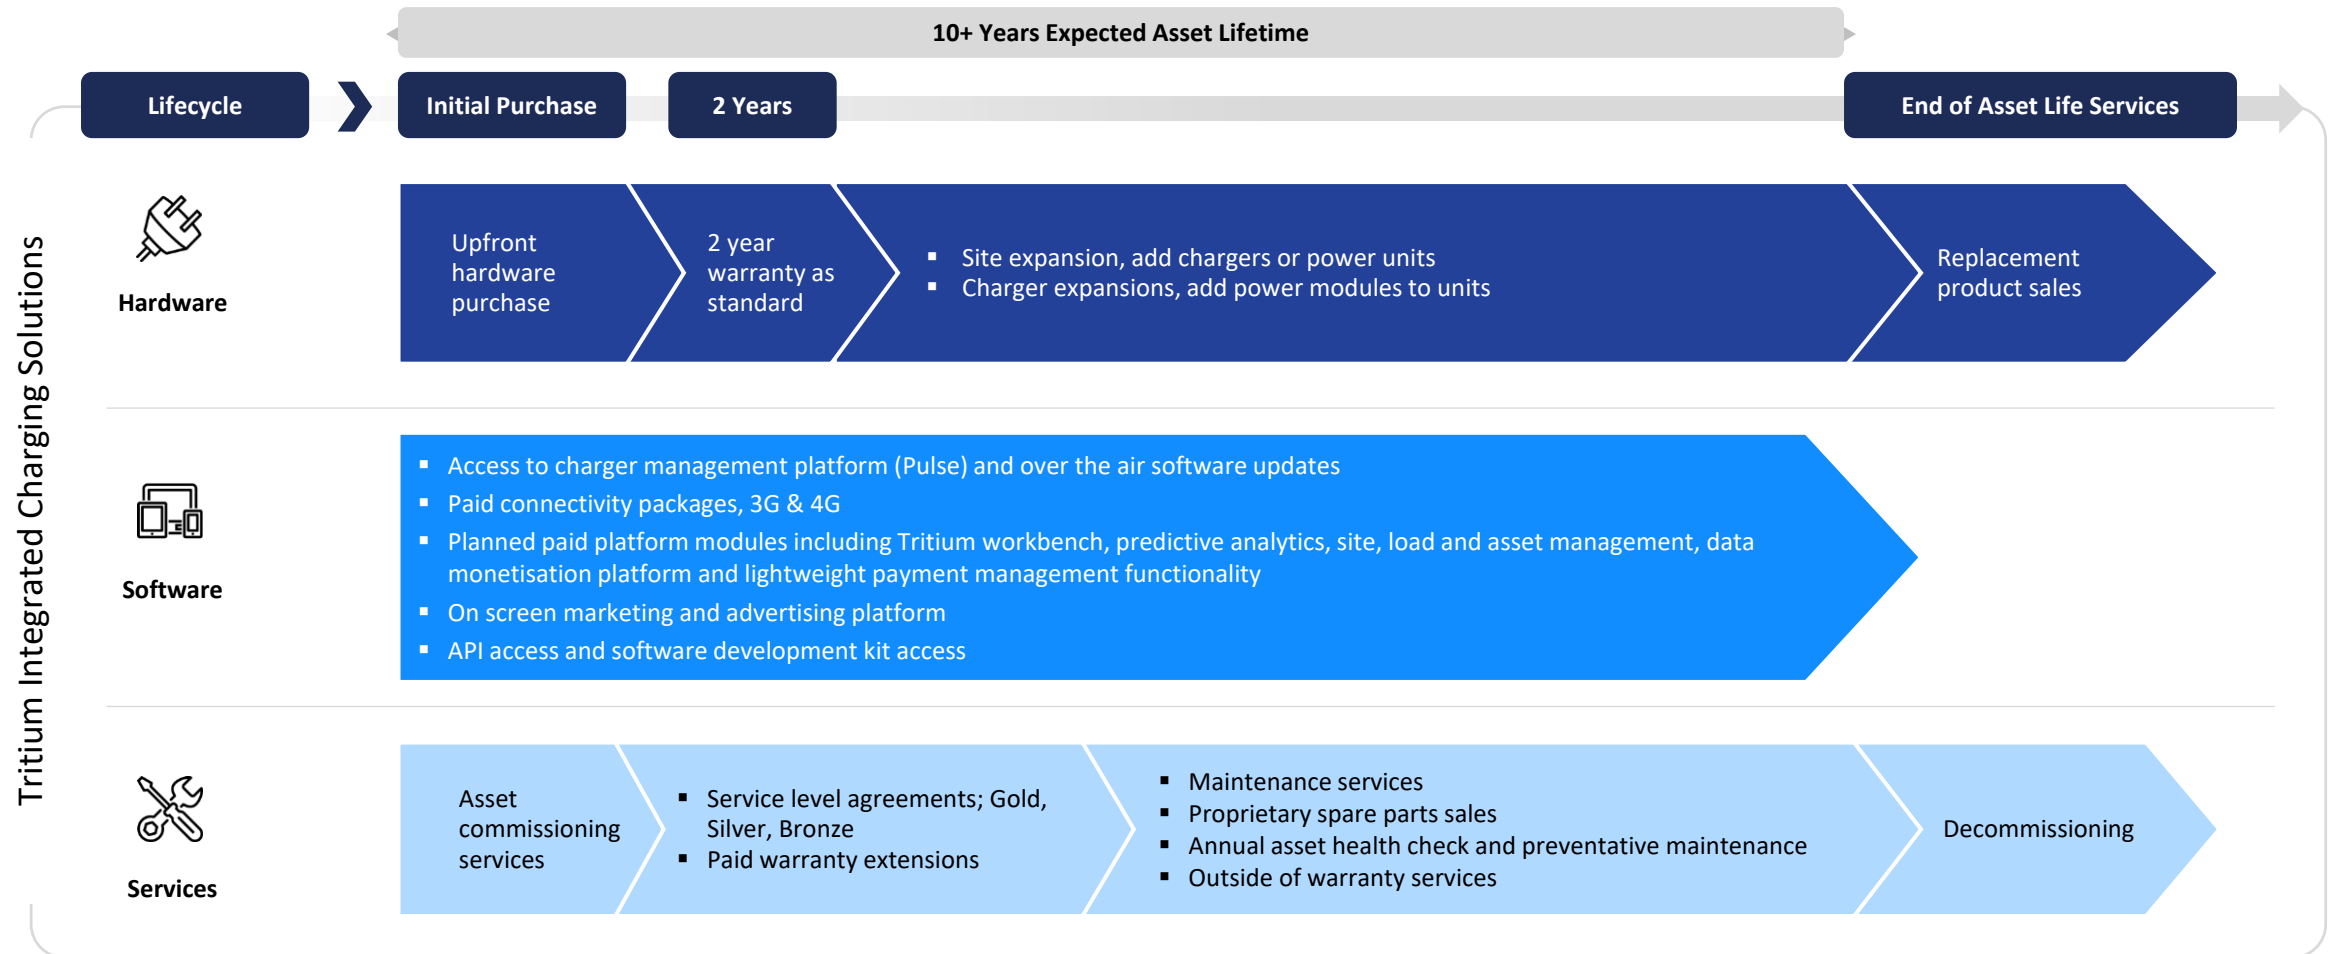 10+ Years Expected Asset Lifetime
Lifecycle
Initial Purchase
2 Years
End of Asset Life Services
Tritium Integrated Charging Solutions
Hardware
Upfront
hardware
purchase
2 year
warranty as
standard
▪ Site expansion, add chargers or power units
▪ Charger expansions, add power modules to units
Replacement
product sales
Software
▪ Access to charger management platform (Pulse) and over the air software updates
▪ Paid connectivity packages, 3G & 4G
▪ Planned paid platform modules including Tritium workbench, predictive analytics, site, load and asset management, data
monetisation platform and lightweight payment management functionality
▪ On screen marketing and advertising platform
▪ API access and software development kit access
Services
Asset
commissioning
services
▪ Service level agreements; Gold,
Silver, Bronze
▪ Paid warranty extensions
▪ Maintenance services
▪ Proprietary spare parts sales
▪ Annual asset health check and preventative maintenance
▪ Outside of warranty services
Decommissioning